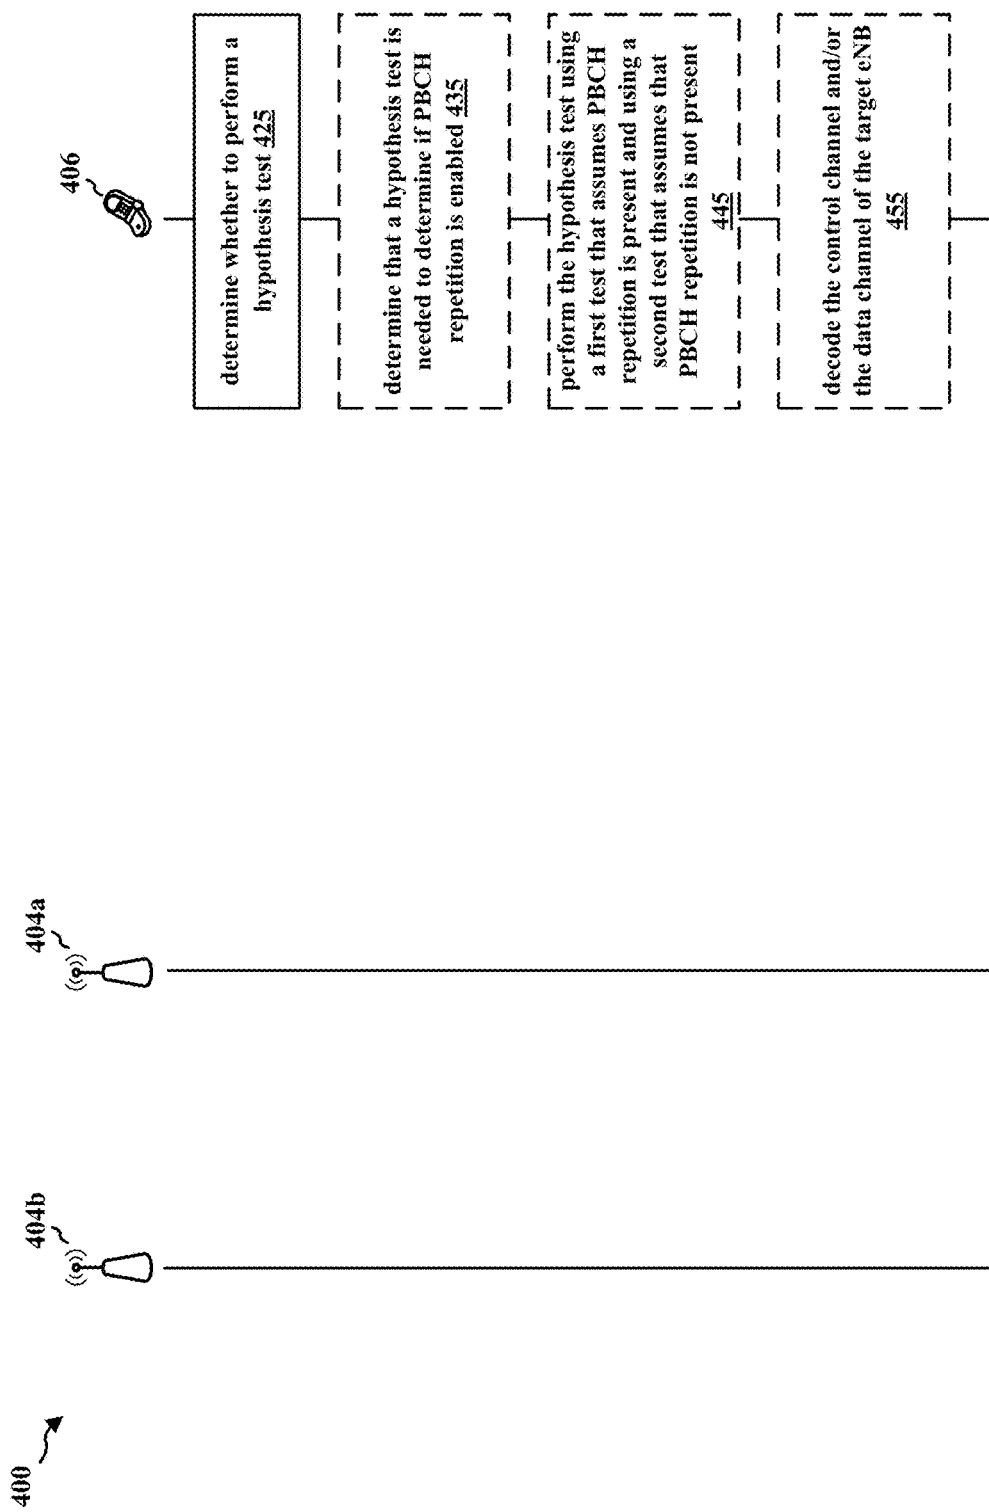 400
404b
404a
406
determine whether to perform a
hypothesis test 425
determine that a hypothesis test is
needed to determine if PBCH
repetition is enabled 435
perform the hypothesis test using
a first test that assumes PBCH
repetition is present and using a
second test that assumes that
PBCH repetition is not present
445
decode the control channel and/or
the data channel of the target eNB
455